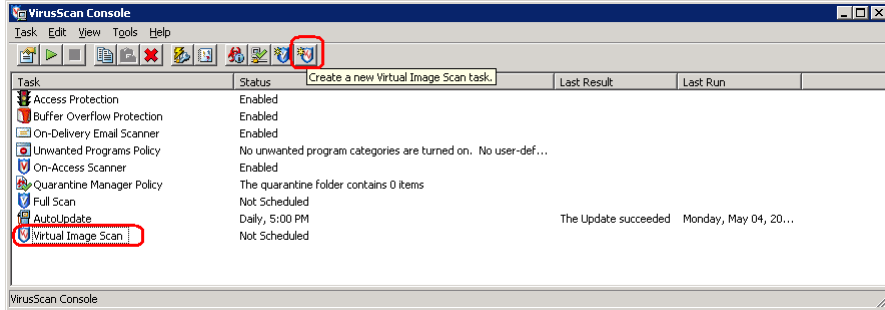 VirusScan Console
Task Edit View Tools Help
Create a new Virtual Image Scan task.
Task Status Last Result Last Run
Access Protection Enabled
Buffer Overflow Protection Enabled
On-Delivery Email Scanner Enabled
Unwanted Programs Policy No unwanted program categories are turned on. No user-def...
On-Access Scanner Enabled
Quarantine Manager Policy The quarantine folder contains 0 items
Full Scan Not Scheduled
AutoUpdate Daily, 5:00 PM The Update succeeded Monday, May 04, 20...
Virtual Image Scan Not Scheduled
VirusScan Console